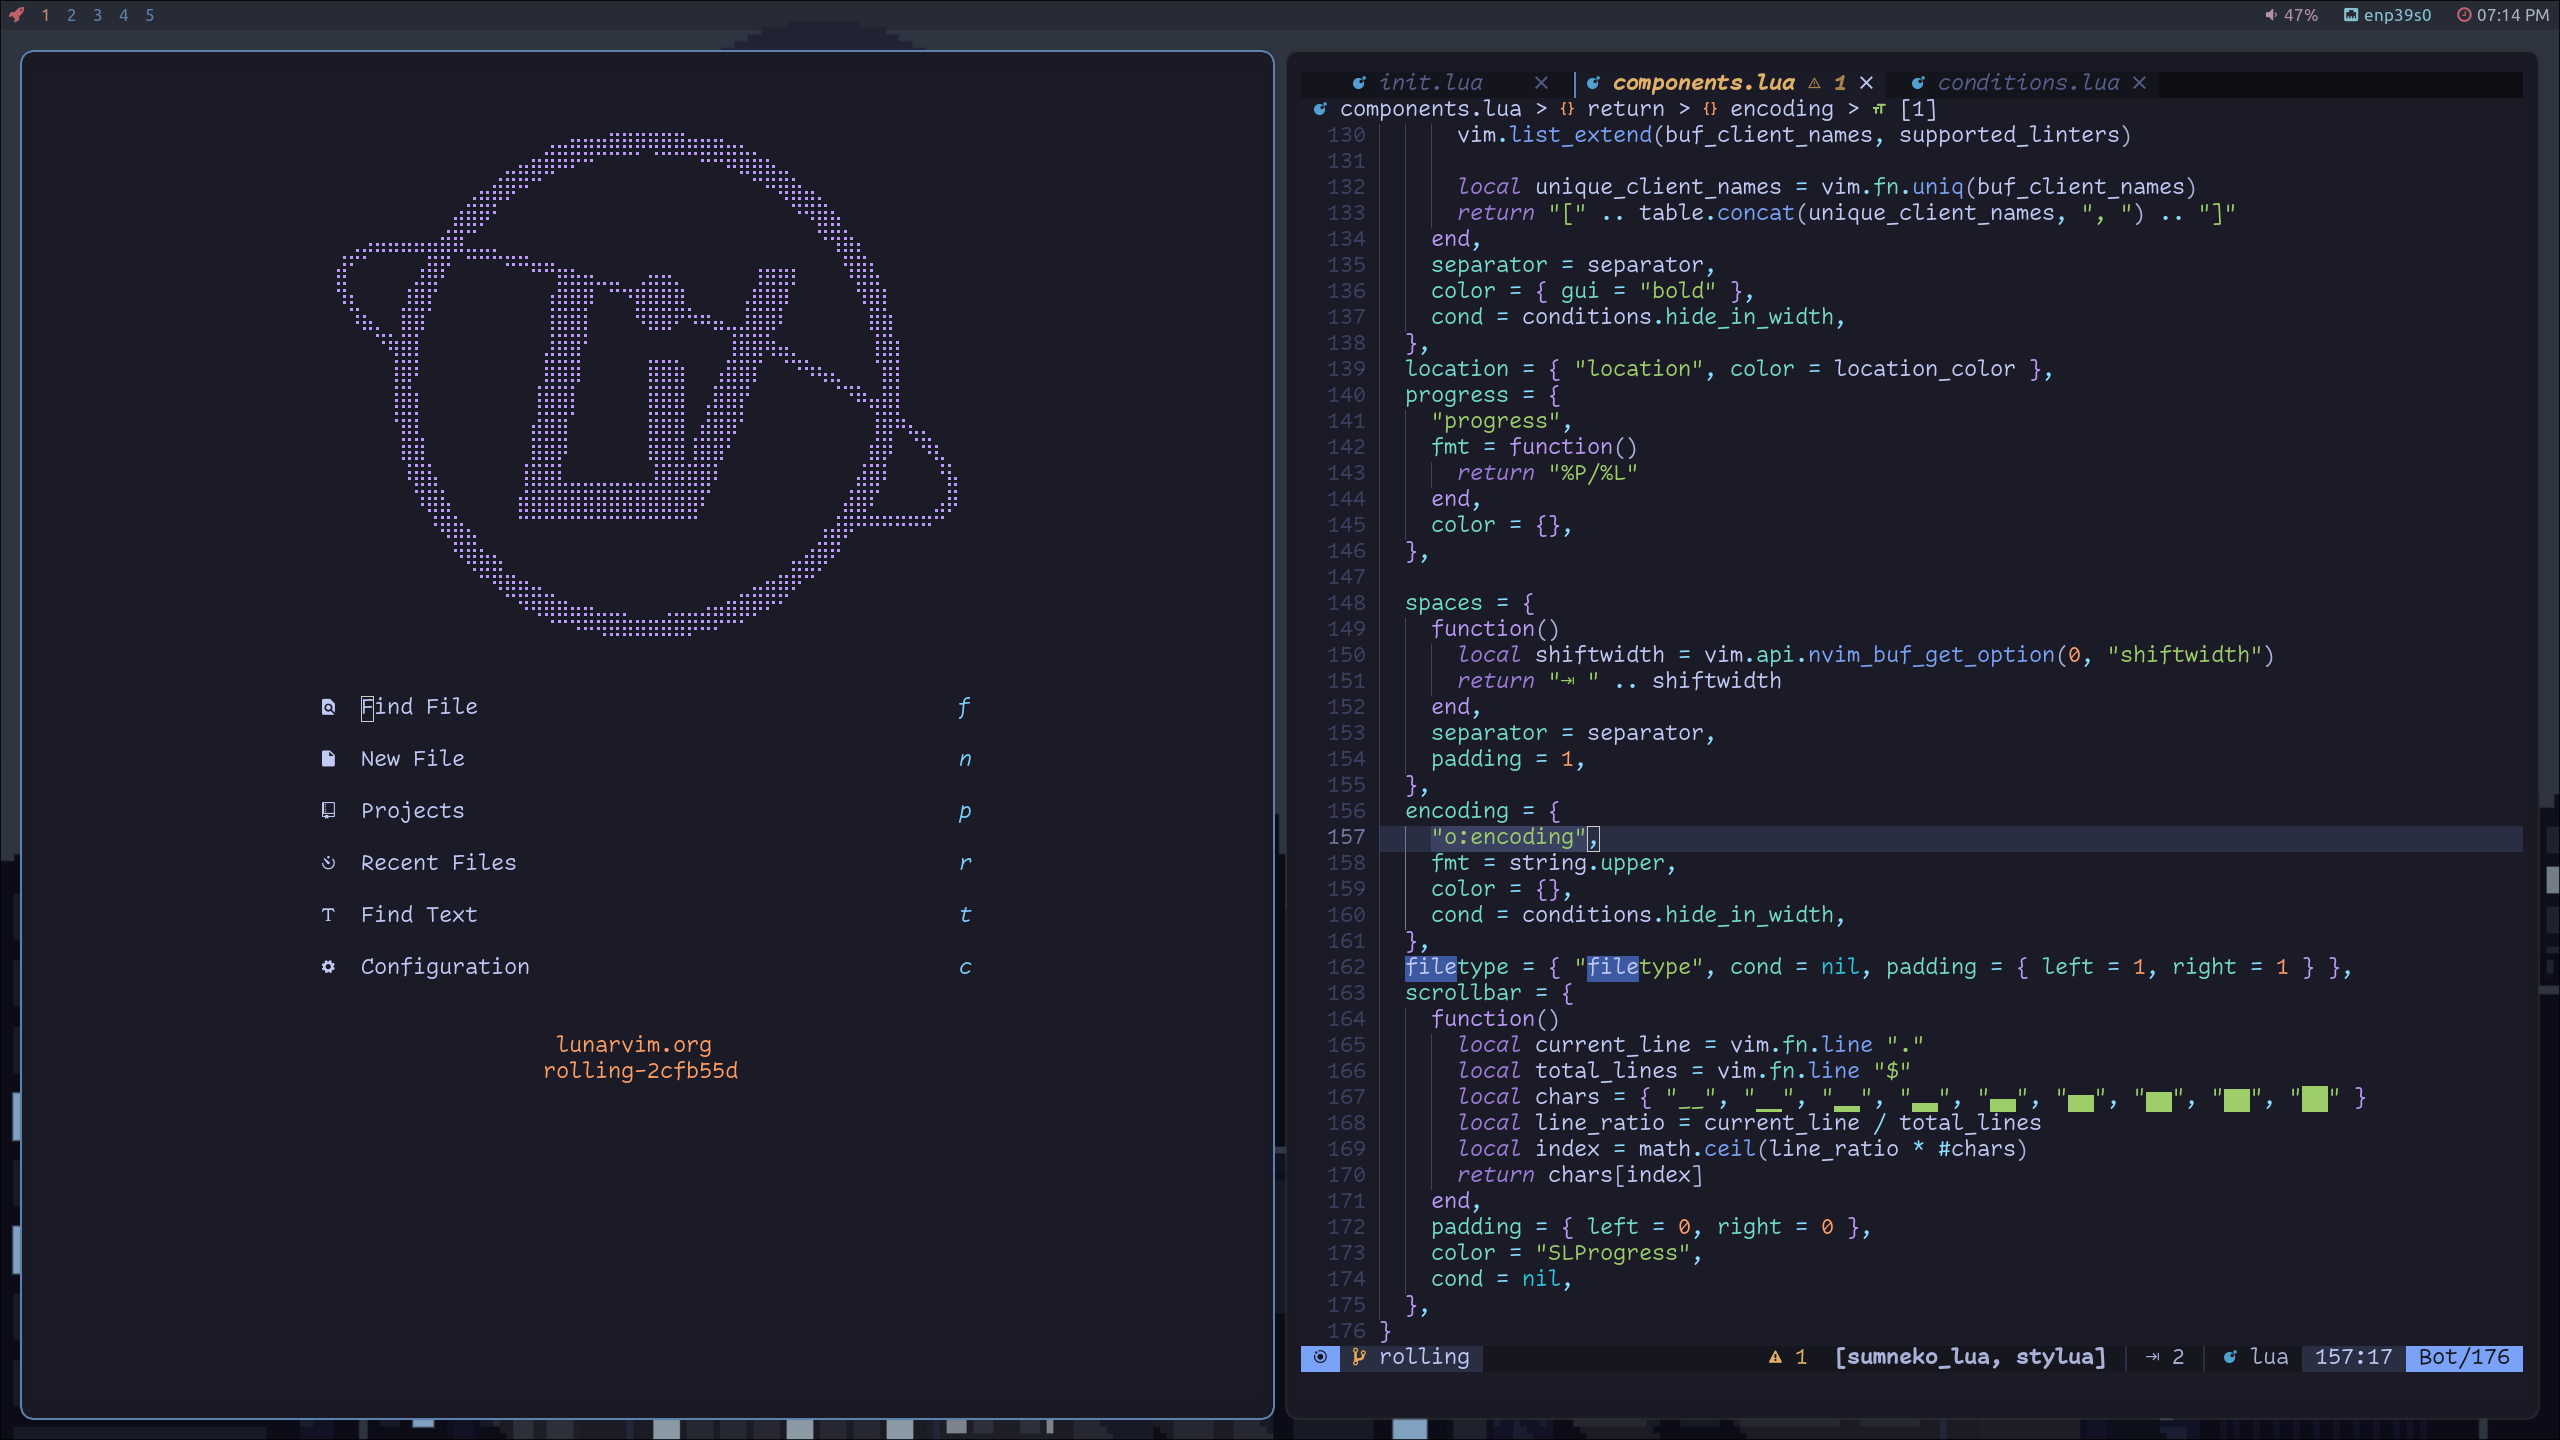 1 2 3 4 5
47% enp39s0 07:14 PM
Find File f
New File n
Projects p
Recent Files r
Find Text t
Configuration c
lunarvim.org
rolling-2cfb55d
init.lua components.lua 1 conditions.lua
components.lua > {} return > {} encoding > [1]
130 vim.list_extend(buf_client_names, supported_linters)
131
132 local unique_client_names = vim.fn.uniq(buf_client_names)
133 return "[" .. table.concat(unique_client_names, ", ") .. "]"
134 end,
135 separator = separator,
136 color = { gui = "bold" },
137 cond = conditions.hide_in_width,
138 },
139 location = { "location", color = location_color },
140 progress = {
141 "progress",
142 fmt = function()
143 return "%P/%L"
144 end,
145 color = {},
146 },
147
148 spaces = {
149 function()
150 local shiftwidth = vim.api.nvim_buf_get_option(0, "shiftwidth")
151 return "⇥ " .. shiftwidth
152 end,
153 separator = separator,
154 padding = 1,
155 },
156 encoding = {
157 "o:encoding",
158 fmt = string.upper,
159 color = {},
160 cond = conditions.hide_in_width,
161 },
162 filetype = { "filetype", cond = nil, padding = { left = 1, right = 1 } },
163 scrollbar = {
164 function()
165 local current_line = vim.fn.line "."
166 local total_lines = vim.fn.line "$"
167 local chars = { "__", "▁▁", "▂▂", "▃▃", "▄▄", "▅▅", "▆▆", "▇▇", "██" }
168 local line_ratio = current_line / total_lines
169 local index = math.ceil(line_ratio * #chars)
170 return chars[index]
171 end,
172 padding = { left = 0, right = 0 },
173 color = "SLProgress",
174 cond = nil,
175 },
176 }
rolling 1 [sumneko_lua, stylua] ⇥ 2 lua 157:17 Bot/176